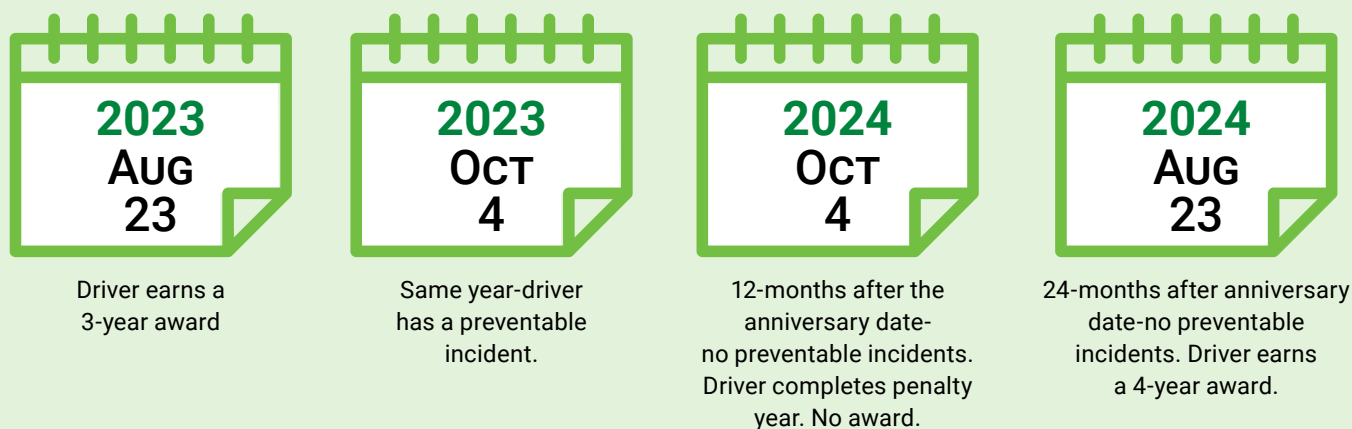 2023
AUG
23
Driver earns a
3-year award
2023
OCT
4
Same year-driver
has a preventable
incident.
2024
OCT
4
12-months after the
anniversary date-
no preventable incidents.
Driver completes penalty
year. No award.
2024
AUG
23
24-months after anniversary
date-no preventable
incidents. Driver earns
a 4-year award.